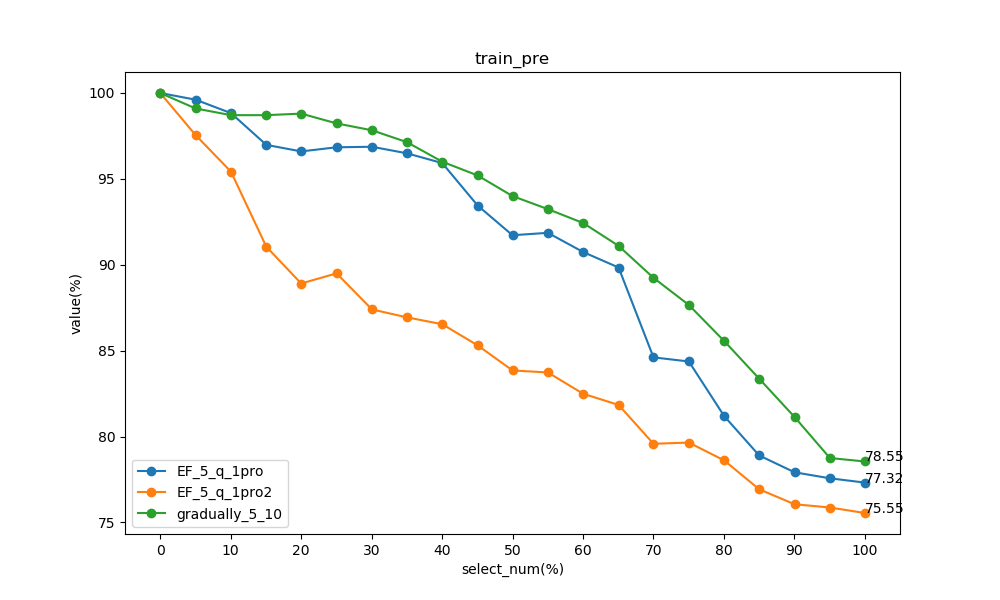 train_pre
value(%)
100
95
90
85
80
75
78.55
77.32
75.55
EF_5_q_1pro
EF_5_q_1pro2
gradually_5_10
0 10 20 30 40 50 60 70 80 90 100
select_num(%)